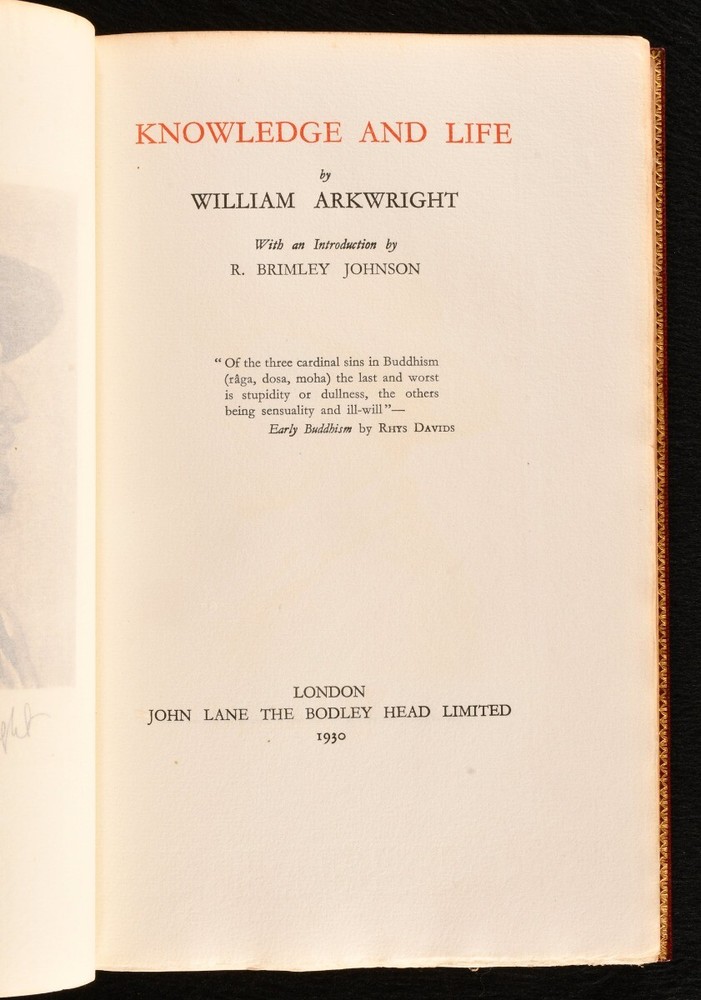 KNOWLEDGE AND LIFE
by
WILLIAM ARKWRIGHT
With an Introduction by
R. BRIMLEY JOHNSON
“ Of the three cardinal sins in Buddhism
(râga, dosa, moha) the last and worst
is stupidity or dullness, the others
being sensuality and ill-will”—
Early Buddhism by RHYS DAVIDS
LONDON
JOHN LANE THE BODLEY HEAD LIMITED
1930